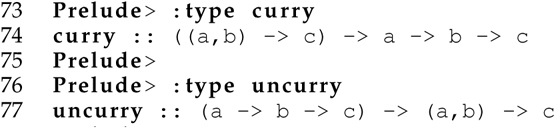 73 Prelude> :type curry
74 curry :: ((a,b) -> c) -> a -> b -> c
75 Prelude>
76 Prelude> :type uncurry
77 uncurry :: (a -> b -> c) -> (a,b) -> c